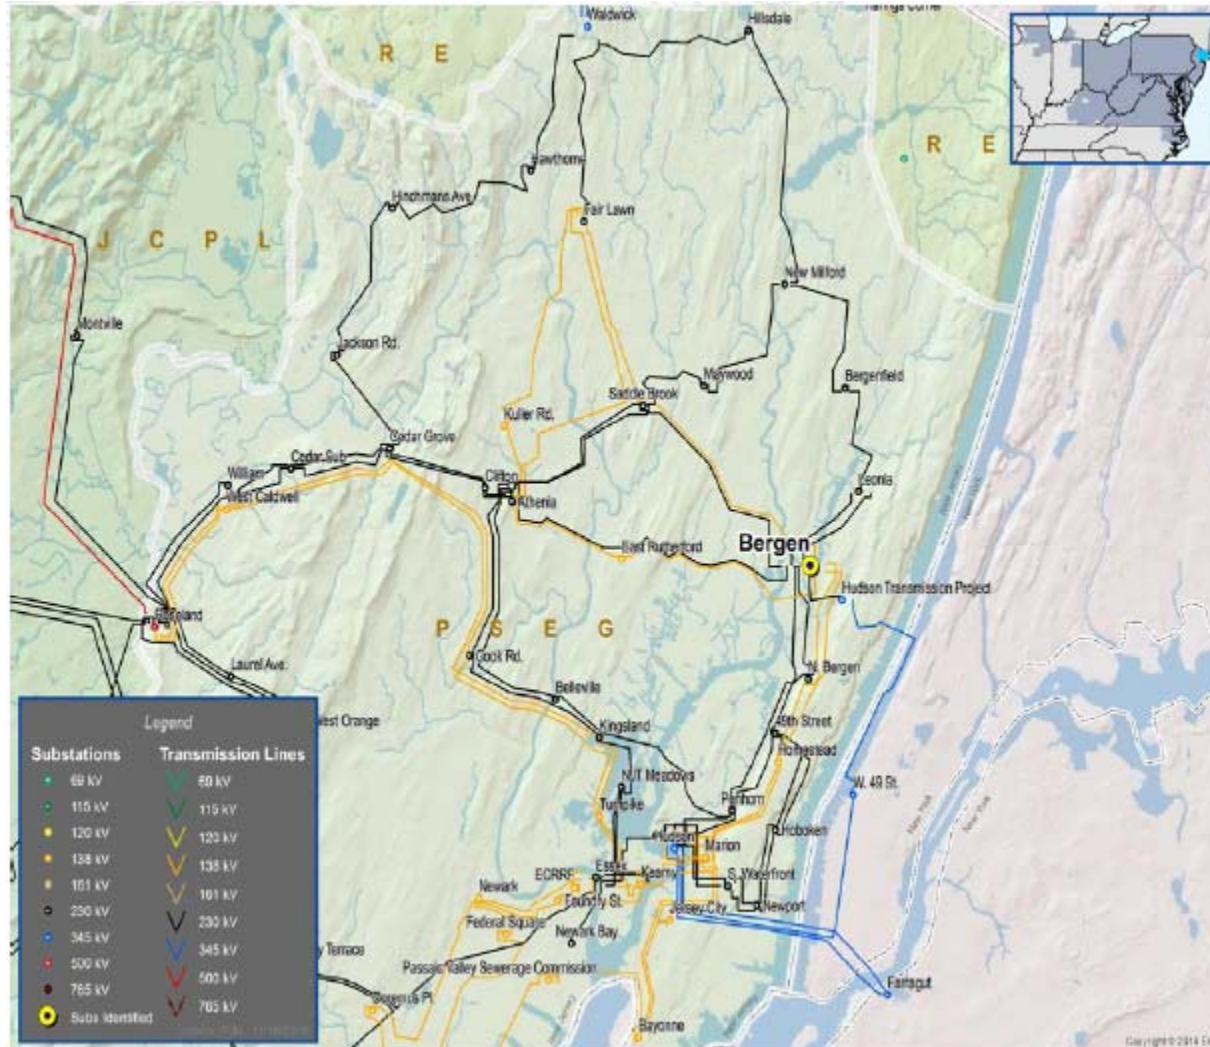 Waldwick
Hillsdale
R E
R E
Hawthorne
Hinchmans Ave.
Fair Lawn
J C P L
New Milford
Montville
Jackson Rd.
Maywood
Bergenfield
Saddle Brook
Kuller Rd.
Cedar Grove
Cedar Sub
William
West Caldwell
Clifton
Athenia
Leonia
Bergen
East Rutherford
Hudson Transmission Project
Roseland
P S E G
Cook Rd.
Laurel Ave.
N. Bergen
Belleville
Kingsland
49th Street
Homestead
West Orange
NJT Meadows
Turnpike
Penhorn
W. 49 St.
New York
New York
Hoboken
Hudson
Marion
ECRRF
Essex
Kearny
S. Waterfront
Newark
Foundry St.
Jersey City
Newport
Federal Square
Newark Bay
Terrace
Passaic Valley Sewerage Commission
Farragut
Bayonne
Legend
Substations
Transmission Lines
69 kV
69 kV
115 kV
115 kV
120 kV
120 kV
138 kV
138 kV
161 kV
161 kV
230 kV
230 kV
345 kV
345 kV
500 kV
500 kV
765 kV
765 kV
Subs Identified